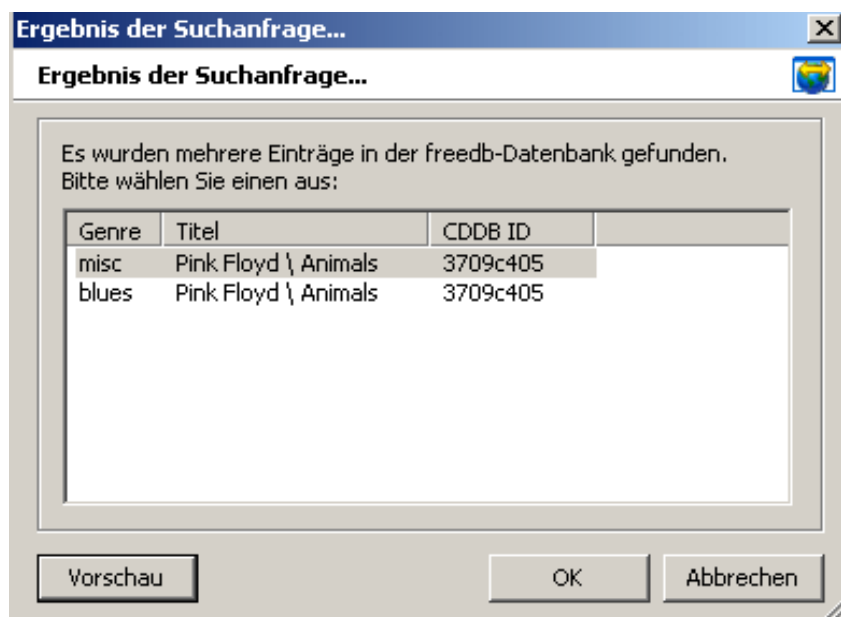 Ergebnis der Suchanfrage...
Ergebnis der Suchanfrage...
Es wurden mehrere Einträge in der freedb-Datenbank gefunden.
Bitte wählen Sie einen aus:
Genre Titel CDDB ID
misc Pink Floyd \ Animals 3709c405
blues Pink Floyd \ Animals 3709c405
Vorschau OK Abbrechen